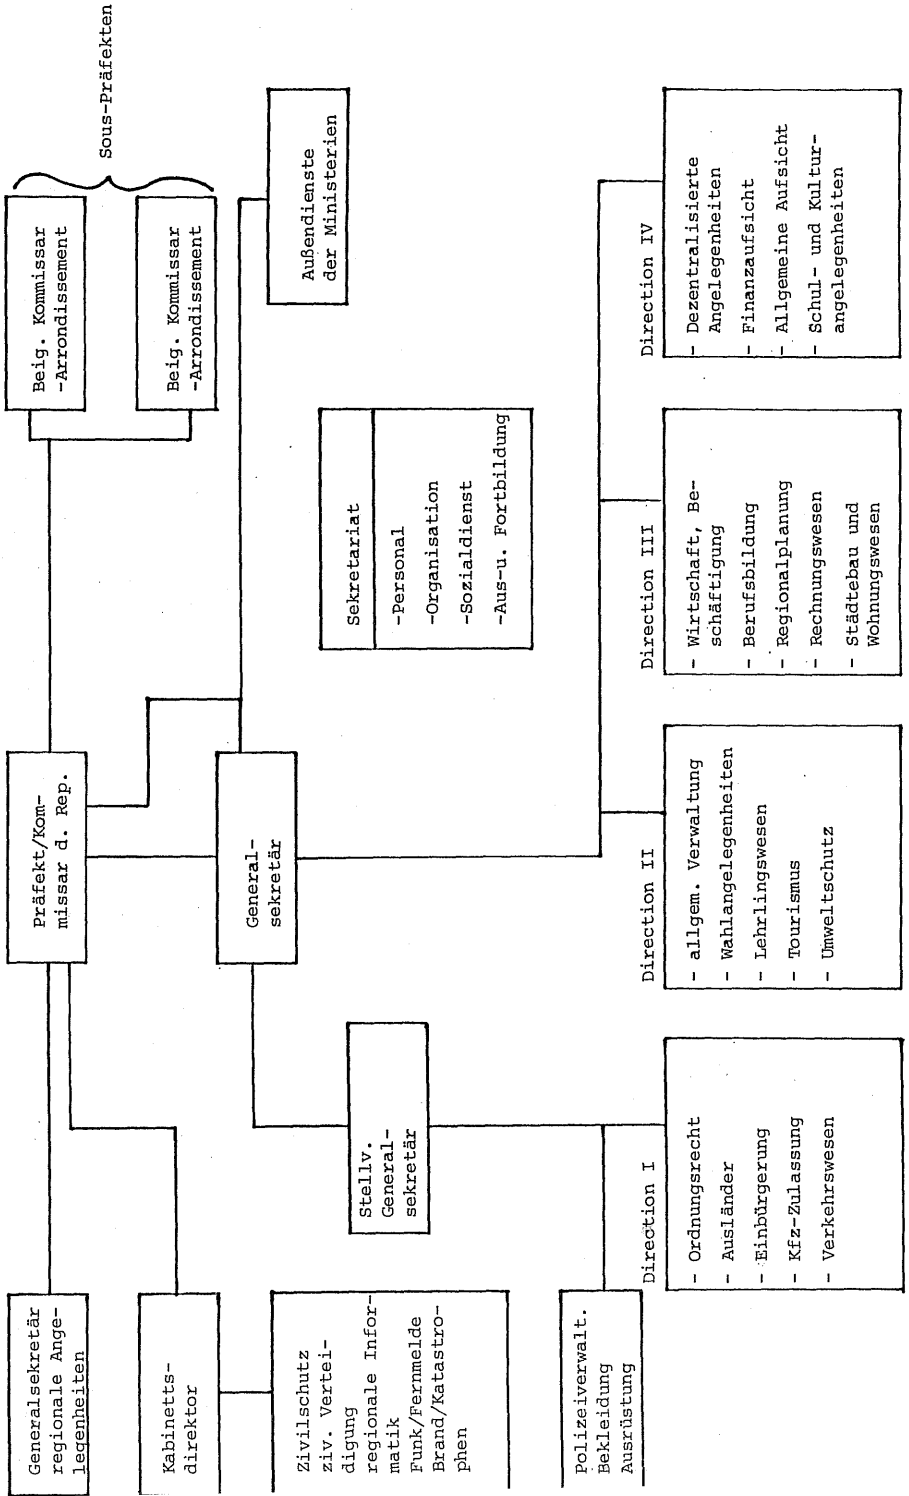 Generalsekretär
regionale Ange-
legenheiten
Präfekt/Kom-
missar d. Rep.
Beig. Kommissar
-Arrondissement
Beig. Kommissar
-Arrondissement
Sous-Präfekten
Kabinetts-
direktor
General-
sekretär
Außendienste
der Ministerien
Zivilschutz
ziv. Vertei-
digung
regionale Infor-
matik
Funk/Fernmelde
Brand/Katastro-
phen
Stellv.
General-
sekretär
Sekretariat
-Personal
-Organisation
-Sozialdienst
-Aus-u. Fortbildung
Polizeiverwalt.
Bekleidung
Ausrüstung
Direction I
- Ordnungsrecht
- Ausländer
- Einbürgerung
- Kfz-Zulassung
- Verkehrswesen
Direction II
- allgem. Verwaltung
- Wahlangelegenheiten
- Lehrlingswesen
- Tourismus
- Umweltschutz
Direction III
- Wirtschaft, Be-
schäftigung
- Berufsbildung
- Regionalplanung
- Rechnungswesen
- Städtebau und
Wohnungswesen
Direction IV
- Dezentralisierte
Angelegenheiten
- Finanzaufsicht
- Allgemeine Aufsicht
- Schul- und Kultur-
angelegenheiten